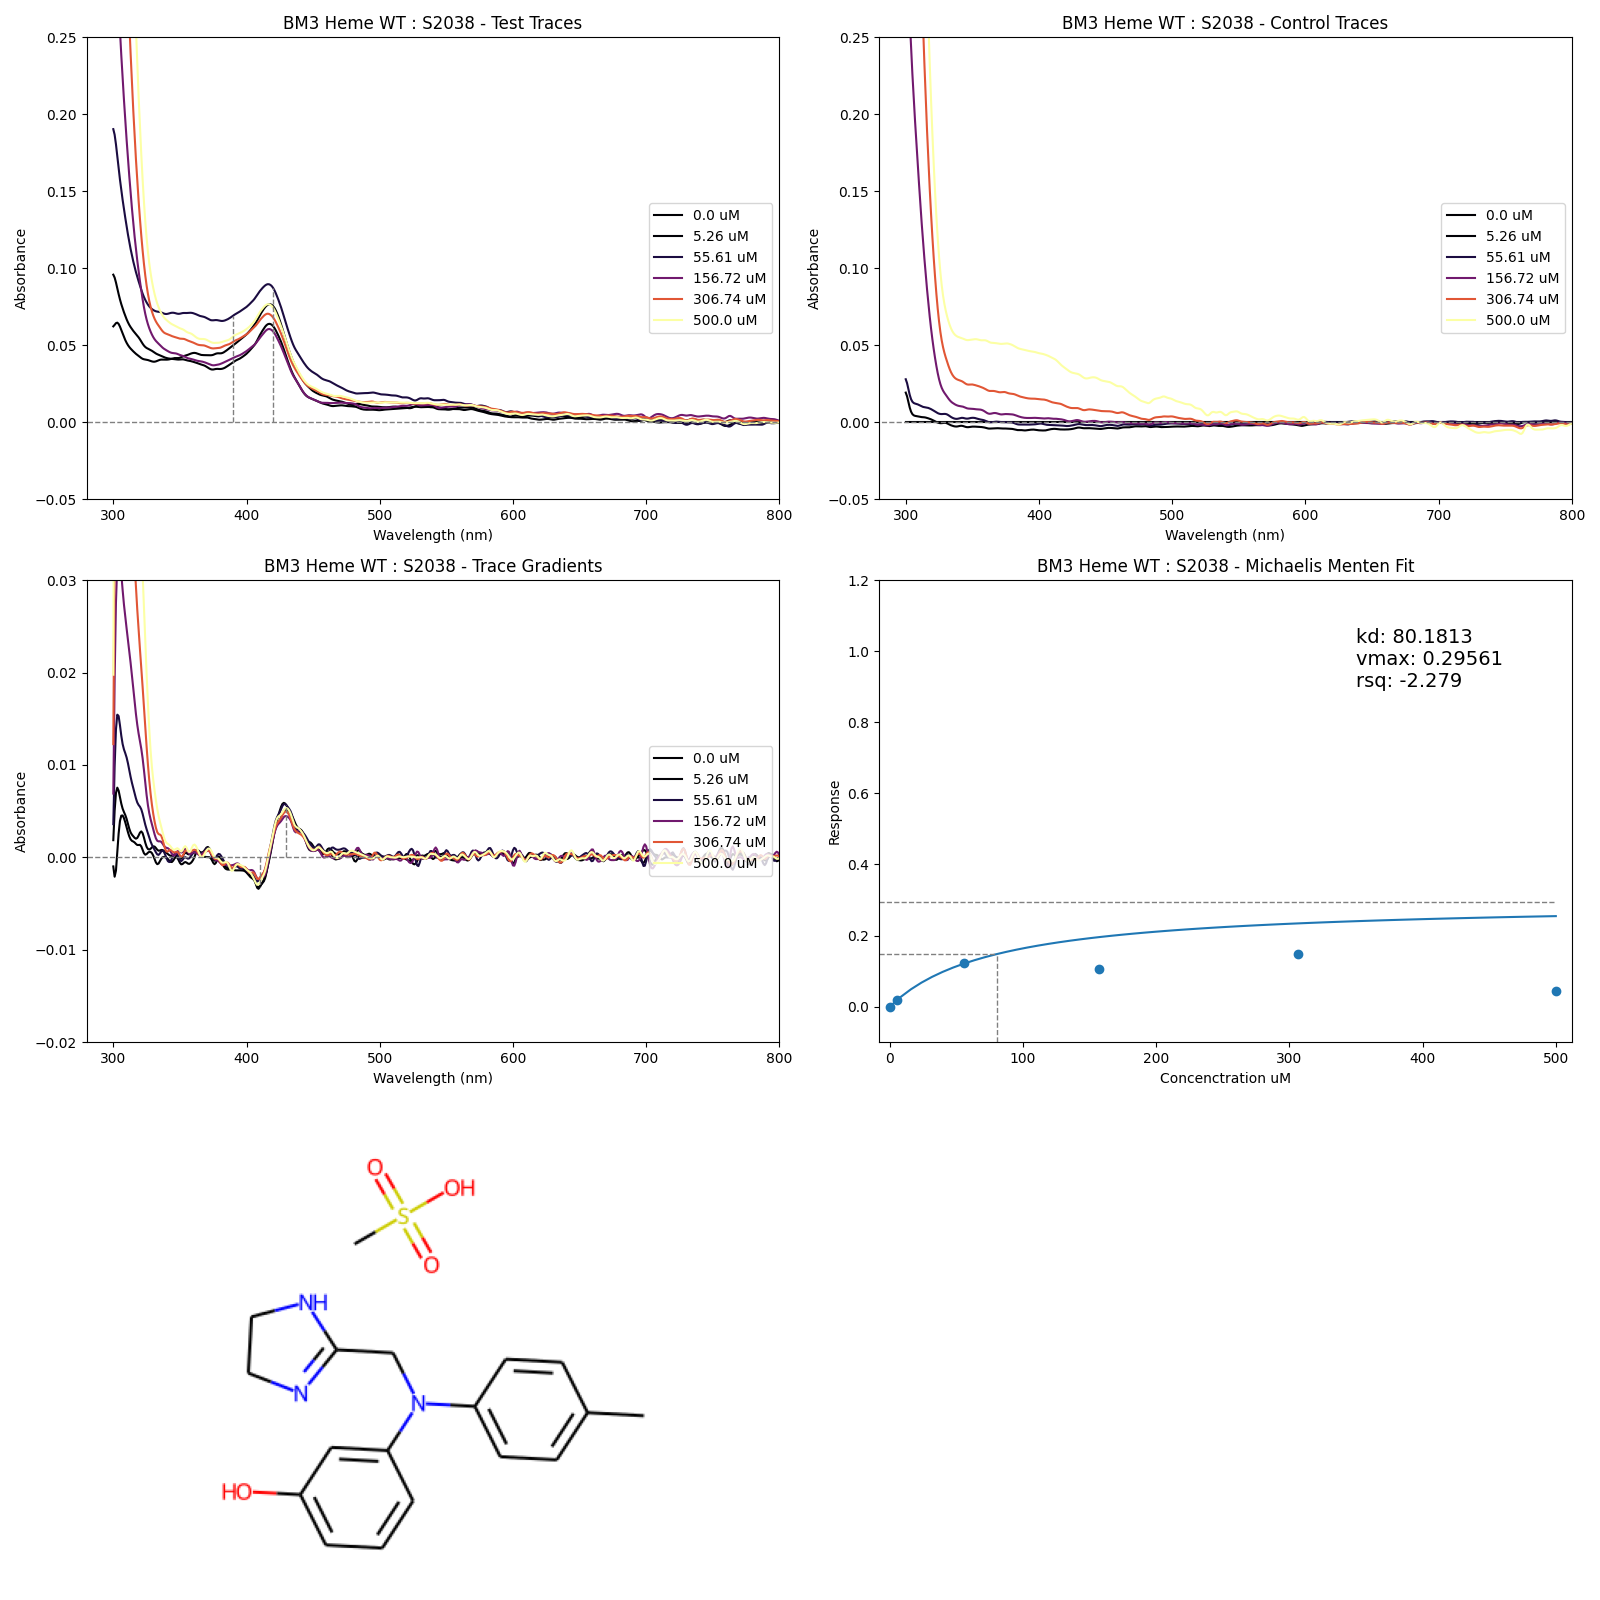 BM3 Heme WT : S2038 - Test Traces
0.25
0.20
0.15
0.10
0.05
0.00
−0.05
Absorbance
0.0 uM
5.26 uM
55.61 uM
156.72 uM
306.74 uM
500.0 uM
300 400 500 600 700 800
Wavelength (nm)
BM3 Heme WT : S2038 - Control Traces
0.25
0.20
0.15
0.10
0.05
0.00
−0.05
Absorbance
0.0 uM
5.26 uM
55.61 uM
156.72 uM
306.74 uM
500.0 uM
300 400 500 600 700 800
Wavelength (nm)
BM3 Heme WT : S2038 - Trace Gradients
0.03
0.02
0.01
0.00
−0.01
−0.02
Absorbance
0.0 uM
5.26 uM
55.61 uM
156.72 uM
306.74 uM
500.0 uM
300 400 500 600 700 800
Wavelength (nm)
BM3 Heme WT : S2038 - Michaelis Menten Fit
1.2
1.0
0.8
0.6
0.4
0.2
0.0
Response
kd: 80.1813
vmax: 0.29561
rsq: -2.279
0 100 200 300 400 500
Concenctration uM
O
OH
S
O
NH
N
N
HO